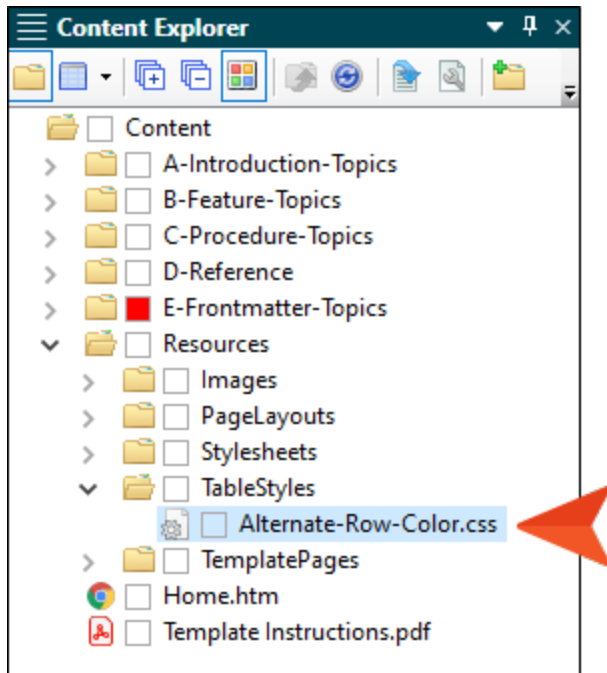 Content Explorer
Content
A-Introduction-Topics
B-Feature-Topics
C-Procedure-Topics
D-Reference
E-Frontmatter-Topics
Resources
Images
PageLayouts
Stylesheets
TableStyles
Alternate-Row-Color.css
TemplatePages
Home.htm
Template Instructions.pdf